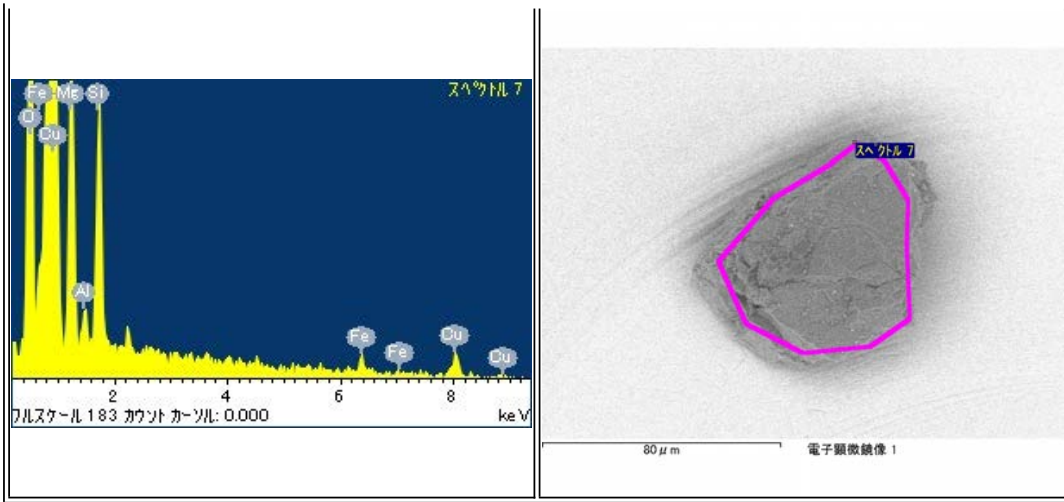 スペクトル 7
Fe Mg Si
O
Cu
Al
Fe Fe Cu Cu
2 4 6 8
フルスケール 183 カウント カーソル: 0.000 keV
スペクトル 7
80μm 電子顕微鏡像 1